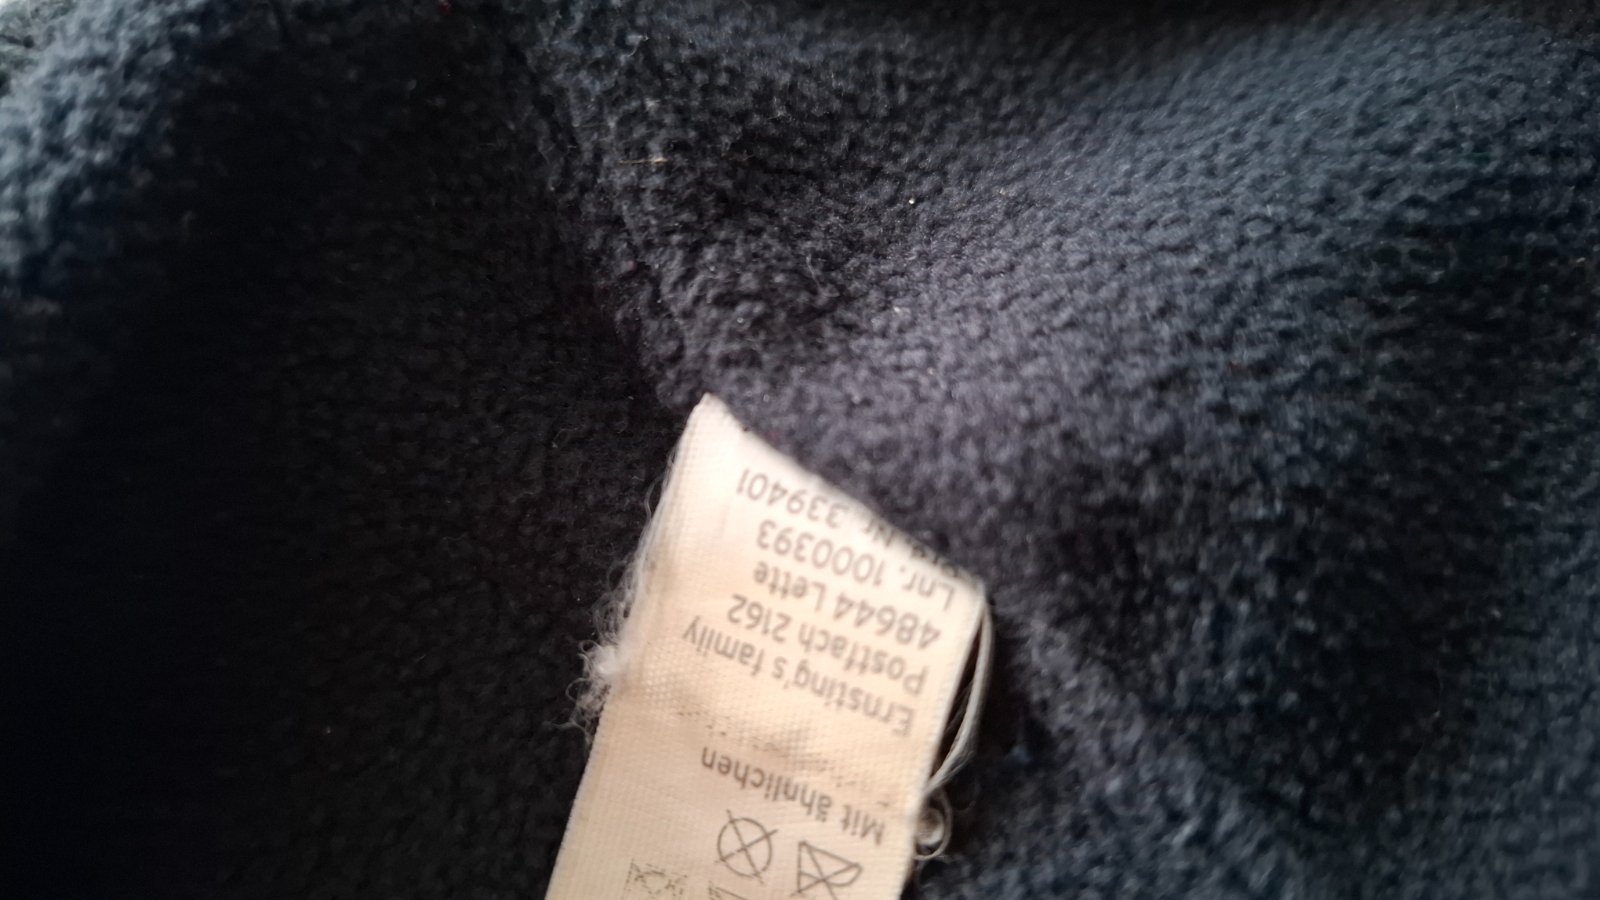 Mit ähnlichen
Ernsting's family
Postfach 2162
48644 Lette
Lnr. 1000393
Nr. 339401